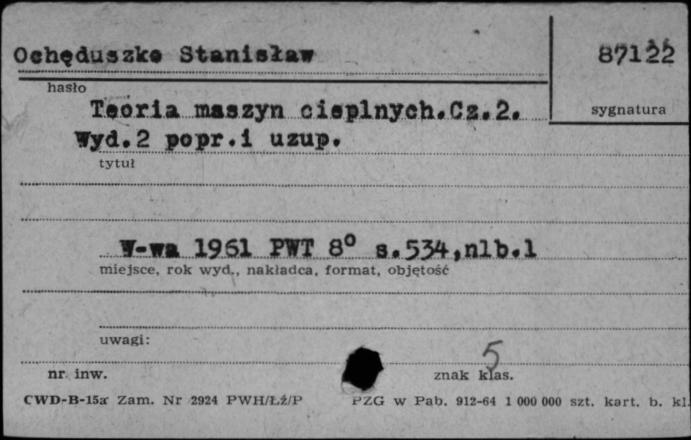 Ochęduszko Stanisław
87122
hasło
sygnatura
Teoria maszyn cieplnych.Cz.2.
Wyd.2 popr.i uzup.
tytuł
W-wa 1961 PWT 8° s.534,nlb.1
miejsce, rok wyd., nakładca, format, objętość
uwagi:
5
nr inw.
znak klas.
CWD-B-15a Zam. Nr 2924 PWH/Łź/P
PZG w Pab. 912-64 1 000 000 szt. kart. b. kl.